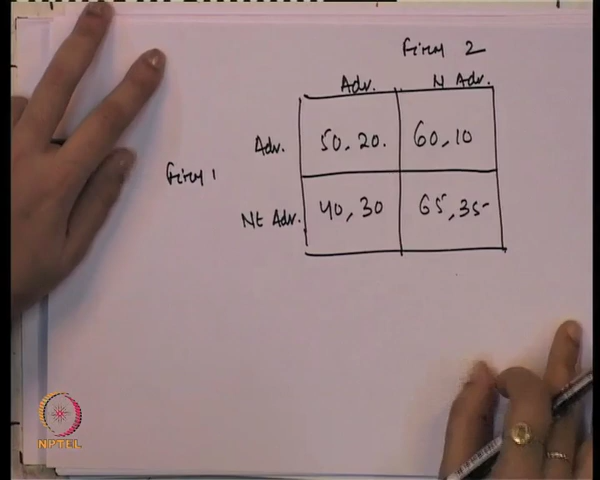 Firm 2
Adv. N Adv.
Adv. 50, 20. 60, 10
Firm 1
Nt Adv. 40, 30 65, 35
NPTEL